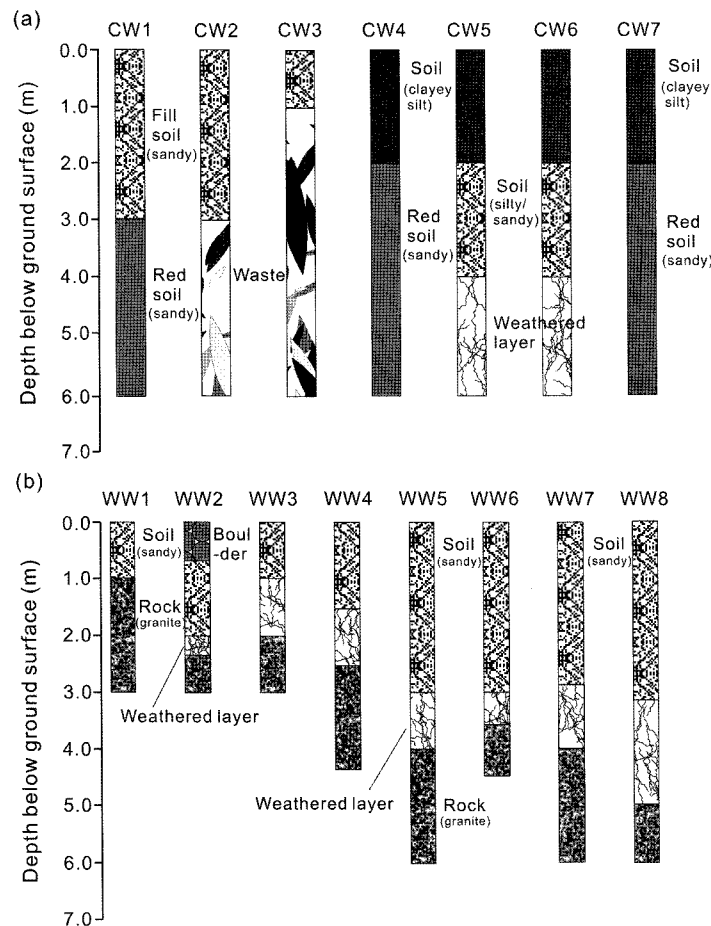 (a)
CW1 CW2 CW3 CW4 CW5 CW6 CW7
Depth below ground surface (m)
0.0
1.0
2.0
3.0
4.0
5.0
6.0
7.0
Fill
soil
(sandy)
Red
soil
(sandy)
Waste
Soil
(clayey
silt)
Red
soil
(sandy)
Soil
(silty/
sandy)
Weathered
layer
Soil
(clayey
silt)
Red
soil
(sandy)
(b)
WW1 WW2 WW3 WW4 WW5 WW6 WW7 WW8
Depth below ground surface (m)
0.0
1.0
2.0
3.0
4.0
5.0
6.0
7.0
Soil
(sandy)
Boul
-der
Rock
(granite)
Weathered layer
Soil
(sandy)
Soil
(sandy)
Weathered layer
Rock
(granite)